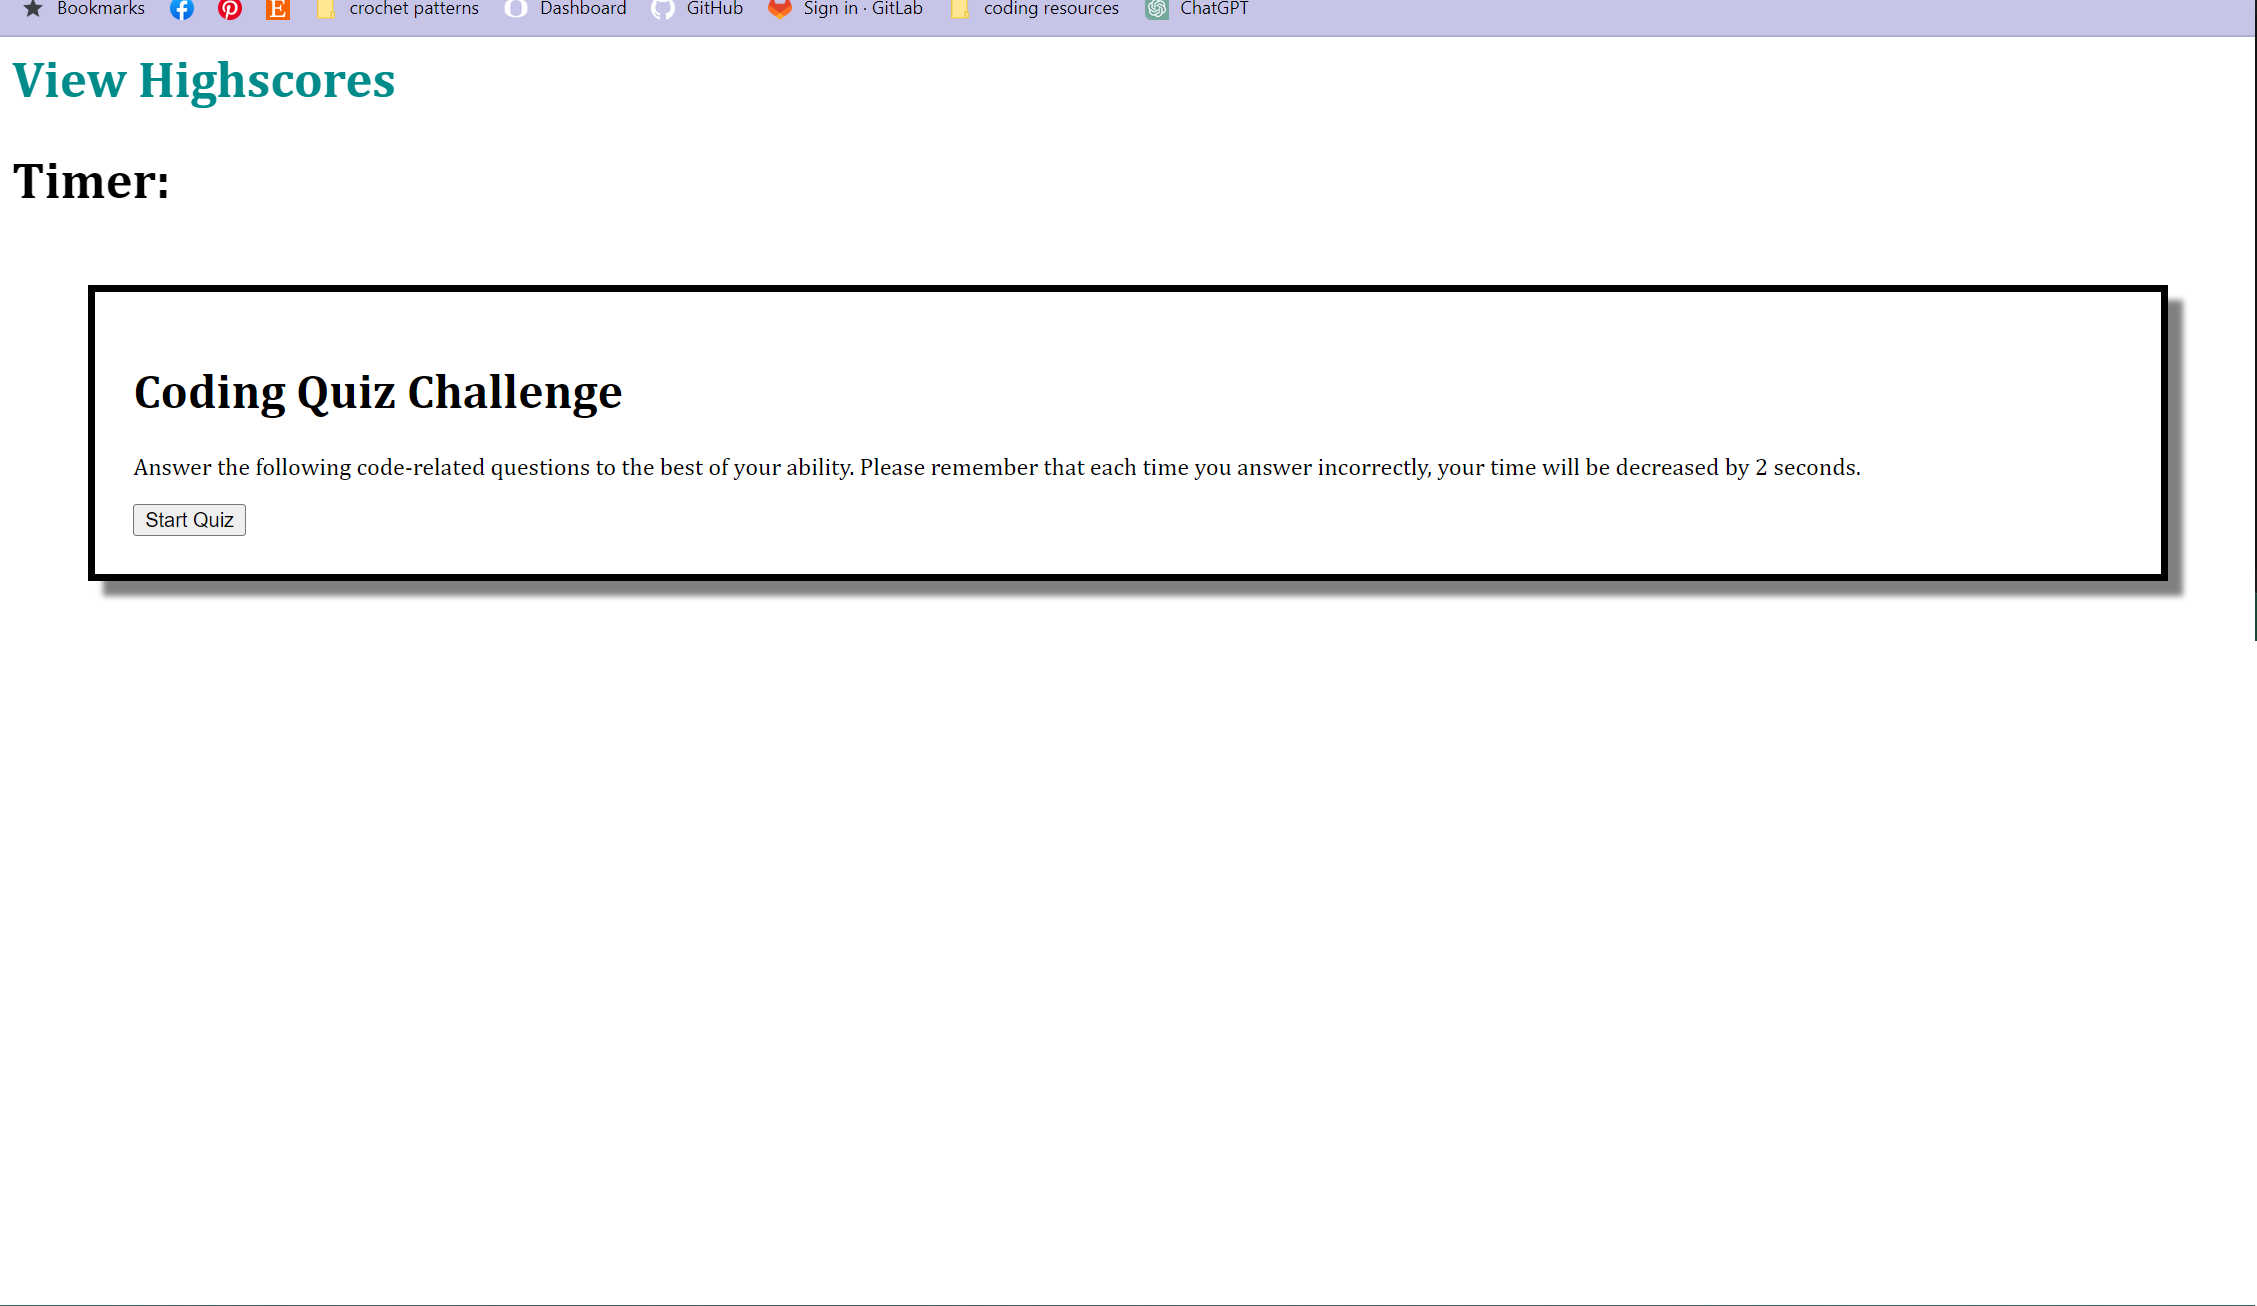 Bookmarks E crochet patterns Dashboard GitHub Sign in · GitLab coding resources ChatGPT
View Highscores
Timer:
Coding Quiz Challenge
Answer the following code-related questions to the best of your ability. Please remember that each time you answer incorrectly, your time will be decreased by 2 seconds.
Start Quiz